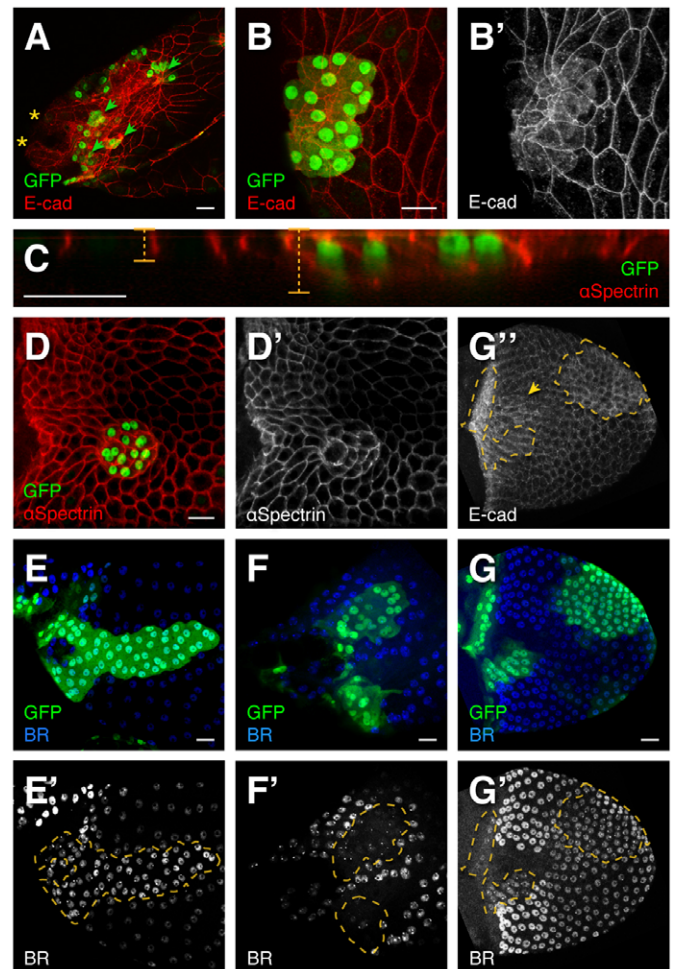 A
*
*
GFP
E-cad
B
GFP
E-cad
B’
E-cad
C
GFP
αSpectrin
D
GFP
αSpectrin
D’
αSpectrin
G’’
E-cad
E
GFP
BR
F
GFP
BR
G
GFP
BR
E’
BR
F’
BR
G’
BR